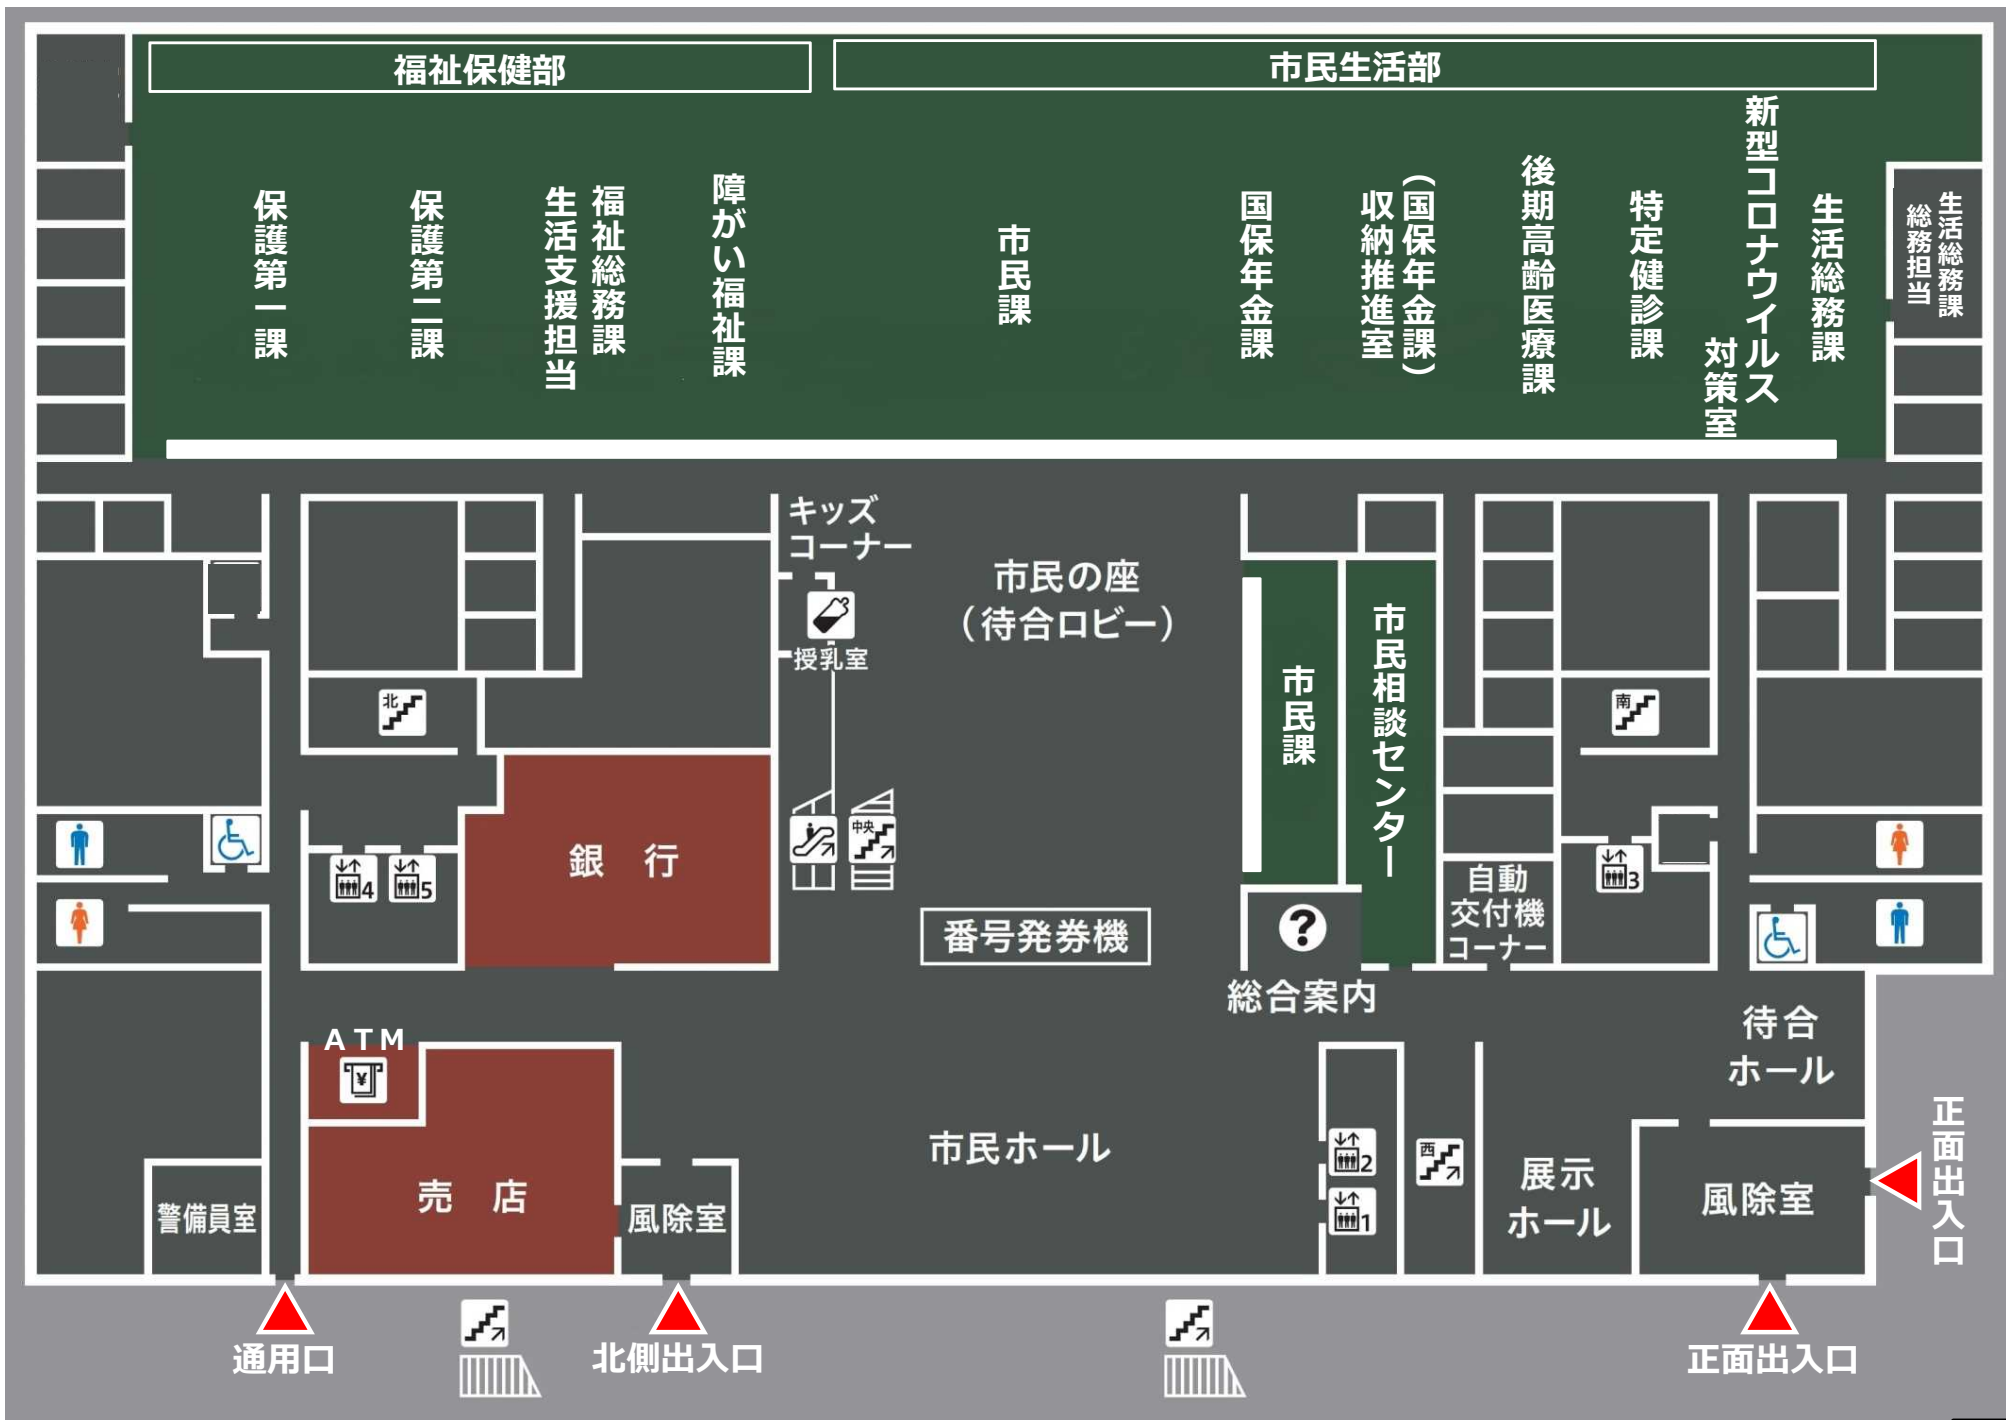 福祉保健部
市民生活部
保護第一課
保護第二課
福祉総務課
生活支援担当
障がい福祉課
市民課
国保年金課
（国保年金課）
収納推進室
後期高齢医療課
特定健診課
新型コロナウイルス
対策室
生活総務課
生活総務課
総務担当
キッズ
コーナー
市民の座
（待合ロビー）
授乳室
市民課
市民相談センター
北
南
銀　行
中央
4
5
3
自動
交付機
コーナー
番号発券機
?
総合案内
ATM
¥
待合
ホール
市民ホール
2
西
1
展示
ホール
風除室
正面出入口
売　店
警備員室
風除室
通用口
北側出入口
正面出入口